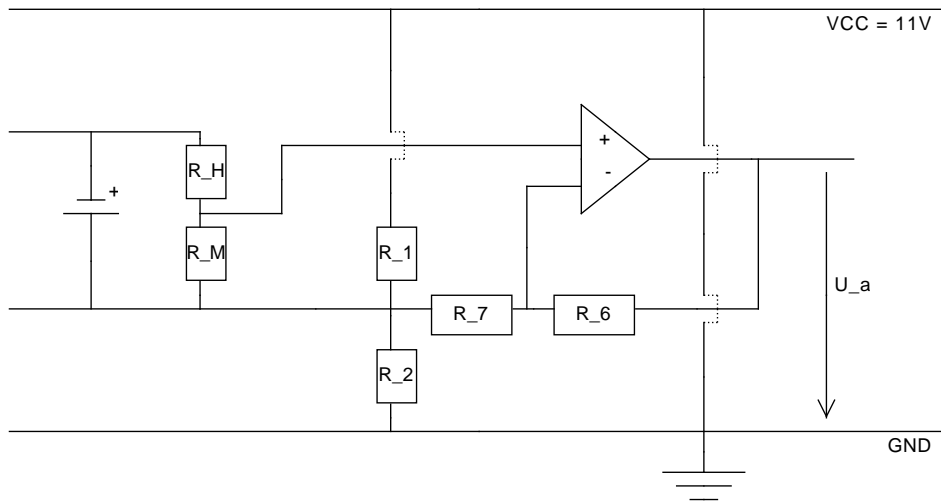 VCC = 11V
+
R_H
-
+
R_M
R_1
U_a
R_7
R_6
R_2
GND